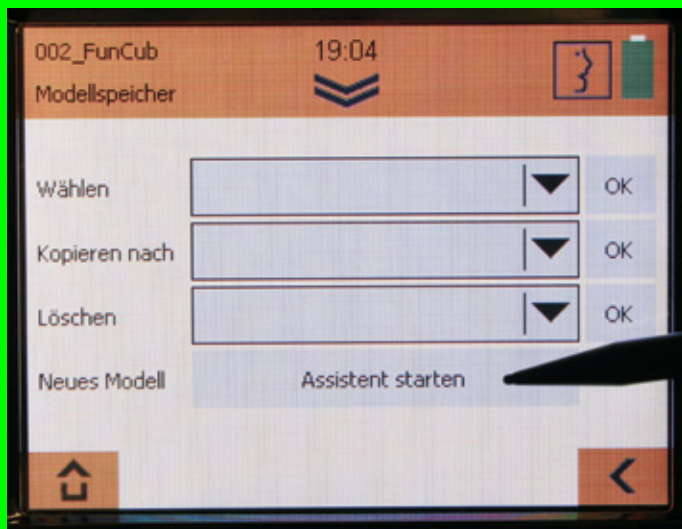 002_FunCub
19:04
Modellspeicher
Wählen
OK
Kopieren nach
OK
Löschen
OK
Neues Modell
Assistent starten